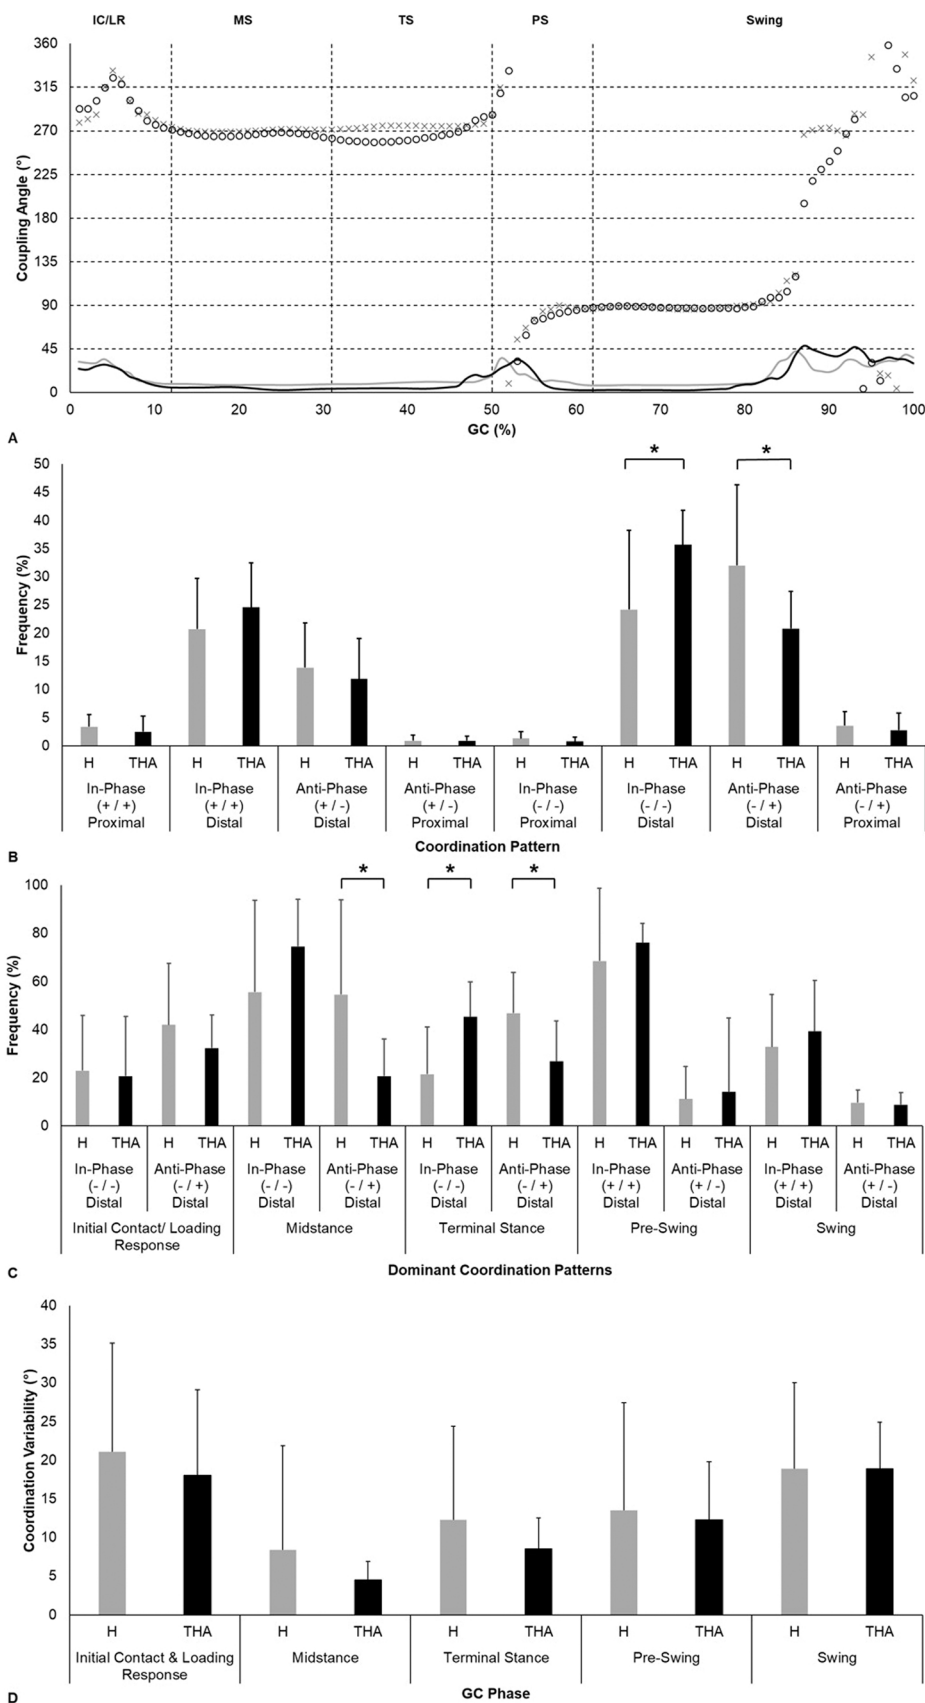 IC/LR MS TS PS Swing
360
315
270
225
180
135
90
45
0
Coupling Angle (°)
0 10 20 30 40 50 60 70 80 90 100
GC (%)
A
50
45
40
35
30
25
20
15
10
5
0
Frequency (%)
* *
H THA H THA H THA H THA H THA H THA H THA H THA
In-Phase In-Phase Anti-Phase Anti-Phase In-Phase In-Phase Anti-Phase Anti-Phase
(+ / +) (+ / +) (+ / -) (+ / -) (- / -) (- / -) (- / +) (- / +)
Proximal Distal Distal Proximal Proximal Distal Distal Proximal
Coordination Pattern
B
100
80
60
40
20
0
Frequency (%)
* * *
H THA H THA H THA H THA H THA H THA H THA H THA H THA H THA
In-Phase Anti-Phase In-Phase Anti-Phase In-Phase Anti-Phase In-Phase Anti-Phase In-Phase Anti-Phase
(- / -) (- / +) (- / -) (- / +) (- / -) (- / +) (+ / +) (+ / -) (+ / +) (+ / -)
Distal Distal Distal Distal Distal Distal Distal Distal Distal Distal
Initial Contact/ Loading Midstance Terminal Stance Pre-Swing Swing
Response
Dominant Coordination Patterns
C
40
35
30
25
20
15
10
5
0
Coordination Variability (°)
H THA H THA H THA H THA H THA
Initial Contact & Loading Midstance Terminal Stance Pre-Swing Swing
Response
GC Phase
D